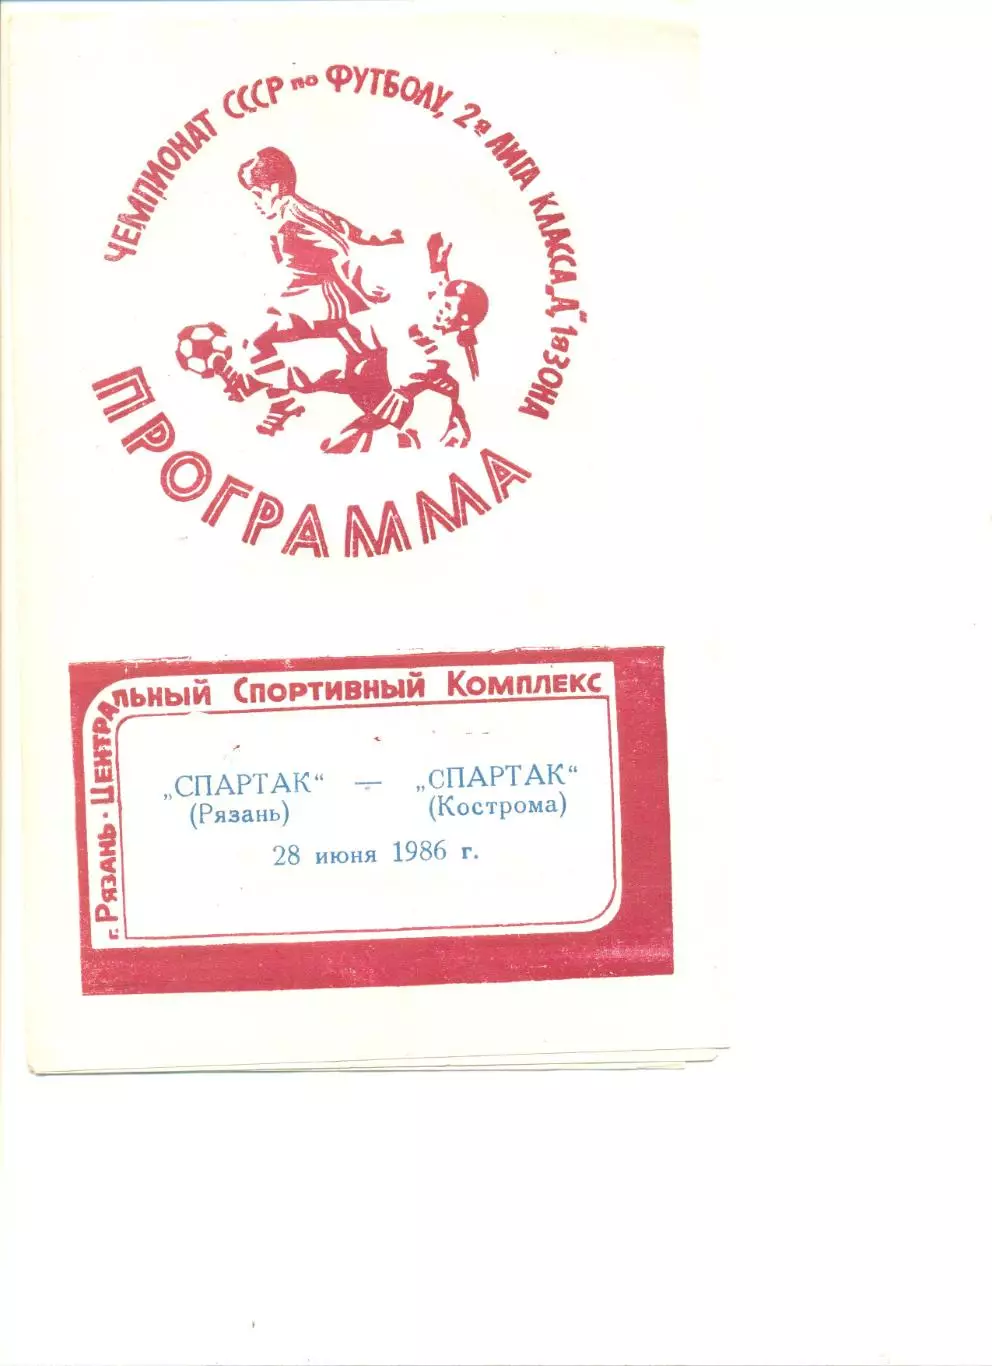 ЧЕМПИОНАТ СССР по ФУТБОЛУ, 2я ЛИГА КЛАССА „А" 1я ЗОНА
ПРОГРАММА
г. Рязань · Центральный Спортивный Комплекс
„СПАРТАК“ — „СПАРТАК“
(Рязань) (Кострома)
28 июня 1986 г.